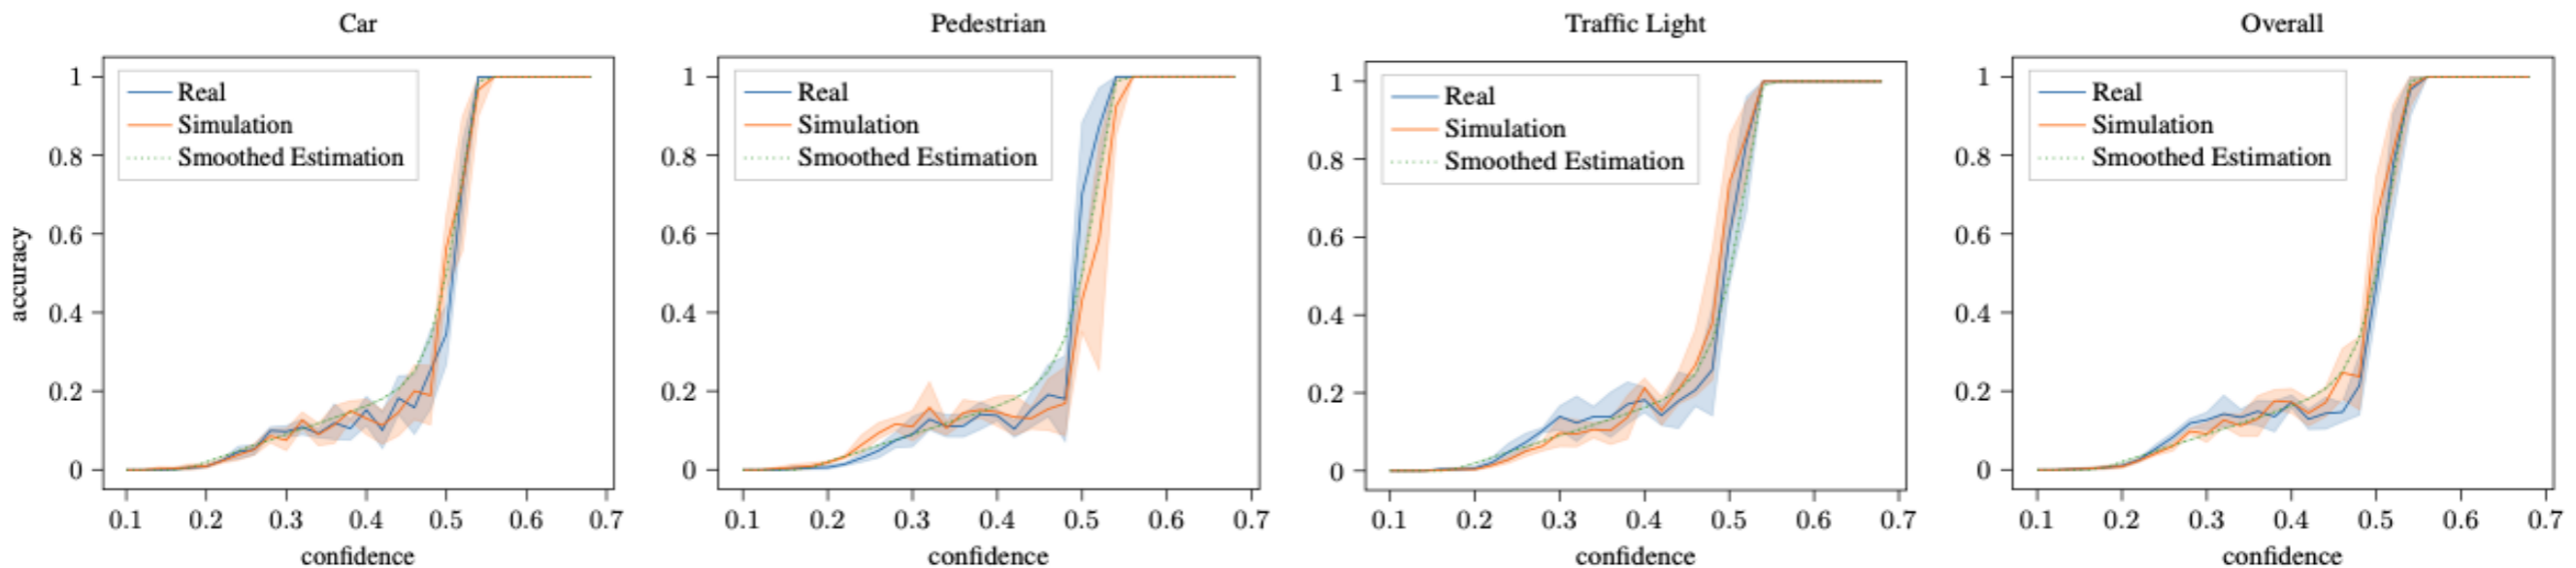 Car
Real
Simulation
Smoothed Estimation
1
0.8
0.6
0.4
0.2
0
accuracy
0.1 0.2 0.3 0.4 0.5 0.6 0.7
confidence
Pedestrian
Real
Simulation
Smoothed Estimation
1
0.8
0.6
0.4
0.2
0
0.1 0.2 0.3 0.4 0.5 0.6 0.7
confidence
Traffic Light
Real
Simulation
Smoothed Estimation
1
0.8
0.6
0.4
0.2
0
0.1 0.2 0.3 0.4 0.5 0.6 0.7
confidence
Overall
Real
Simulation
Smoothed Estimation
1
0.8
0.6
0.4
0.2
0
0.1 0.2 0.3 0.4 0.5 0.6 0.7
confidence